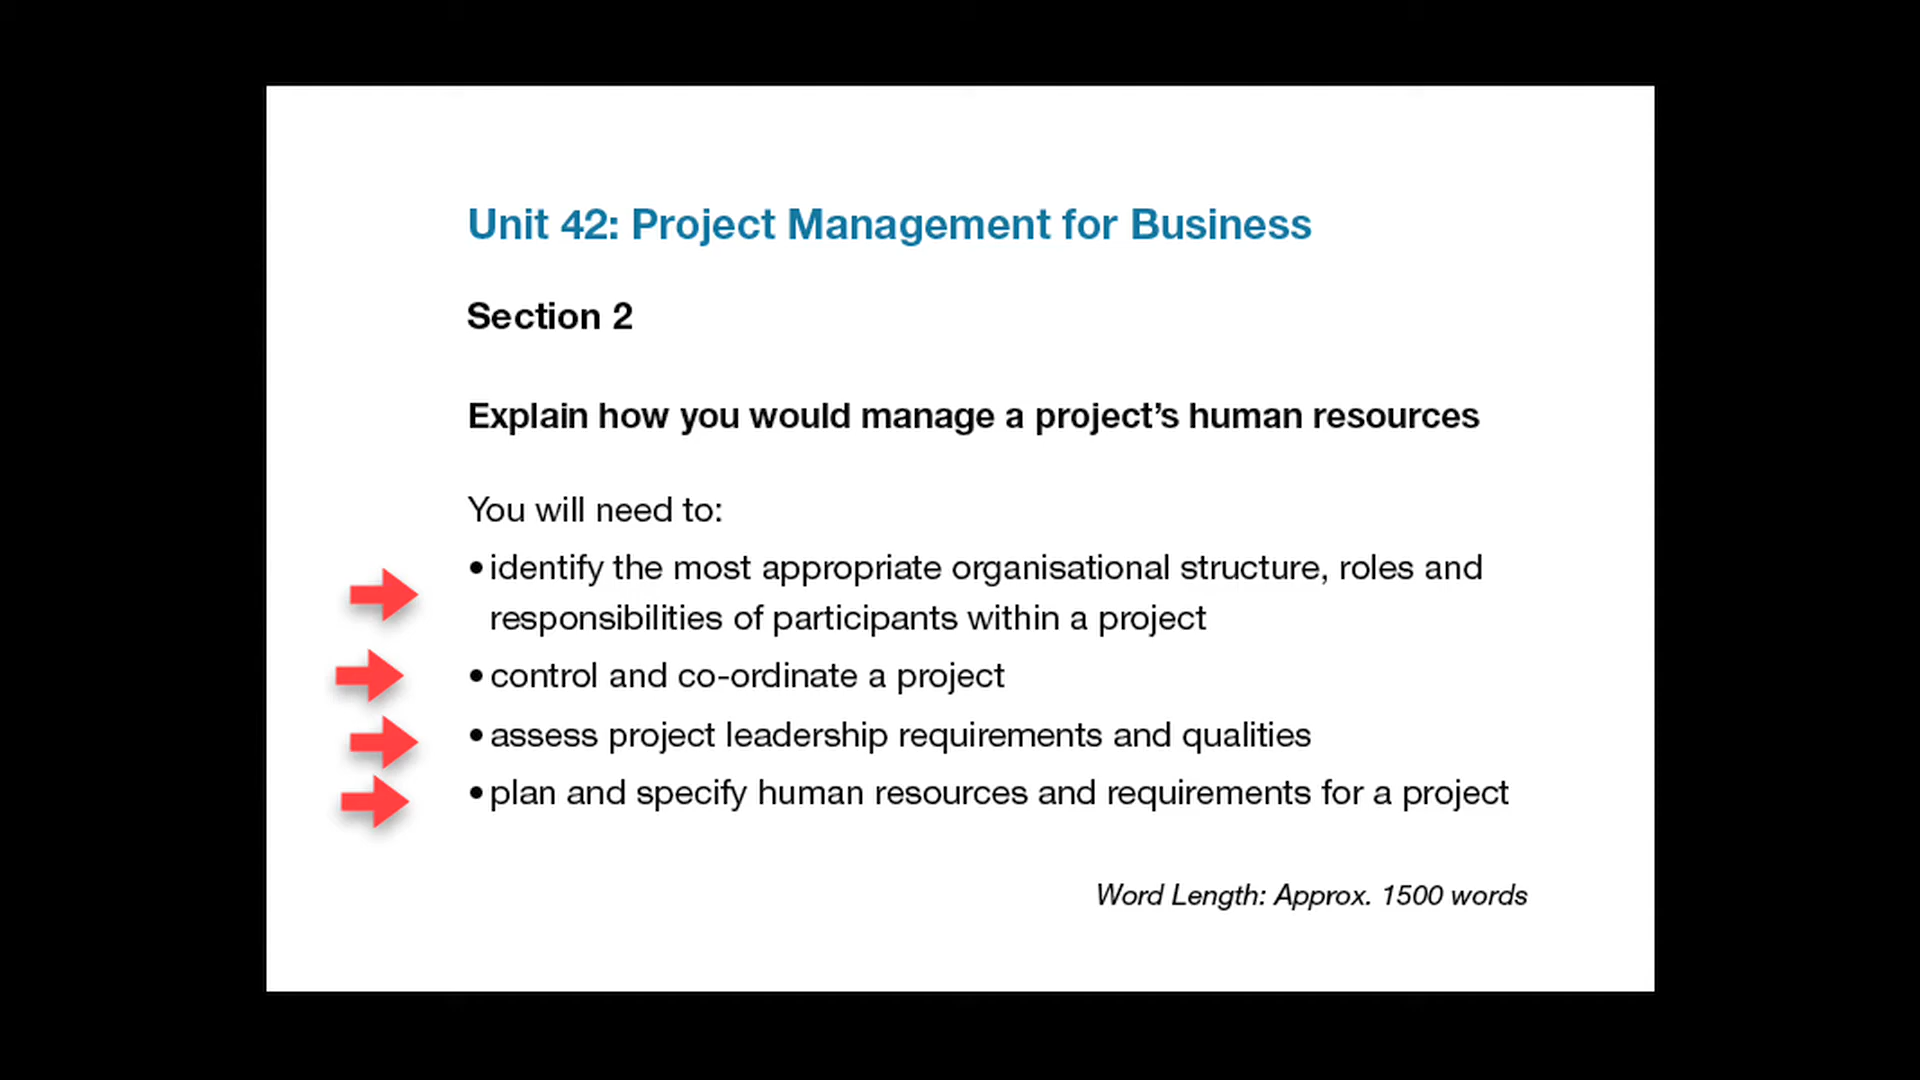 Unit 42: Project Management for Business
Section 2
Explain how you would manage a project’s human resources
You will need to:
• identify the most appropriate organisational structure, roles and
responsibilities of participants within a project
• control and co-ordinate a project
• assess project leadership requirements and qualities
• plan and specify human resources and requirements for a project
Word Length: Approx. 1500 words